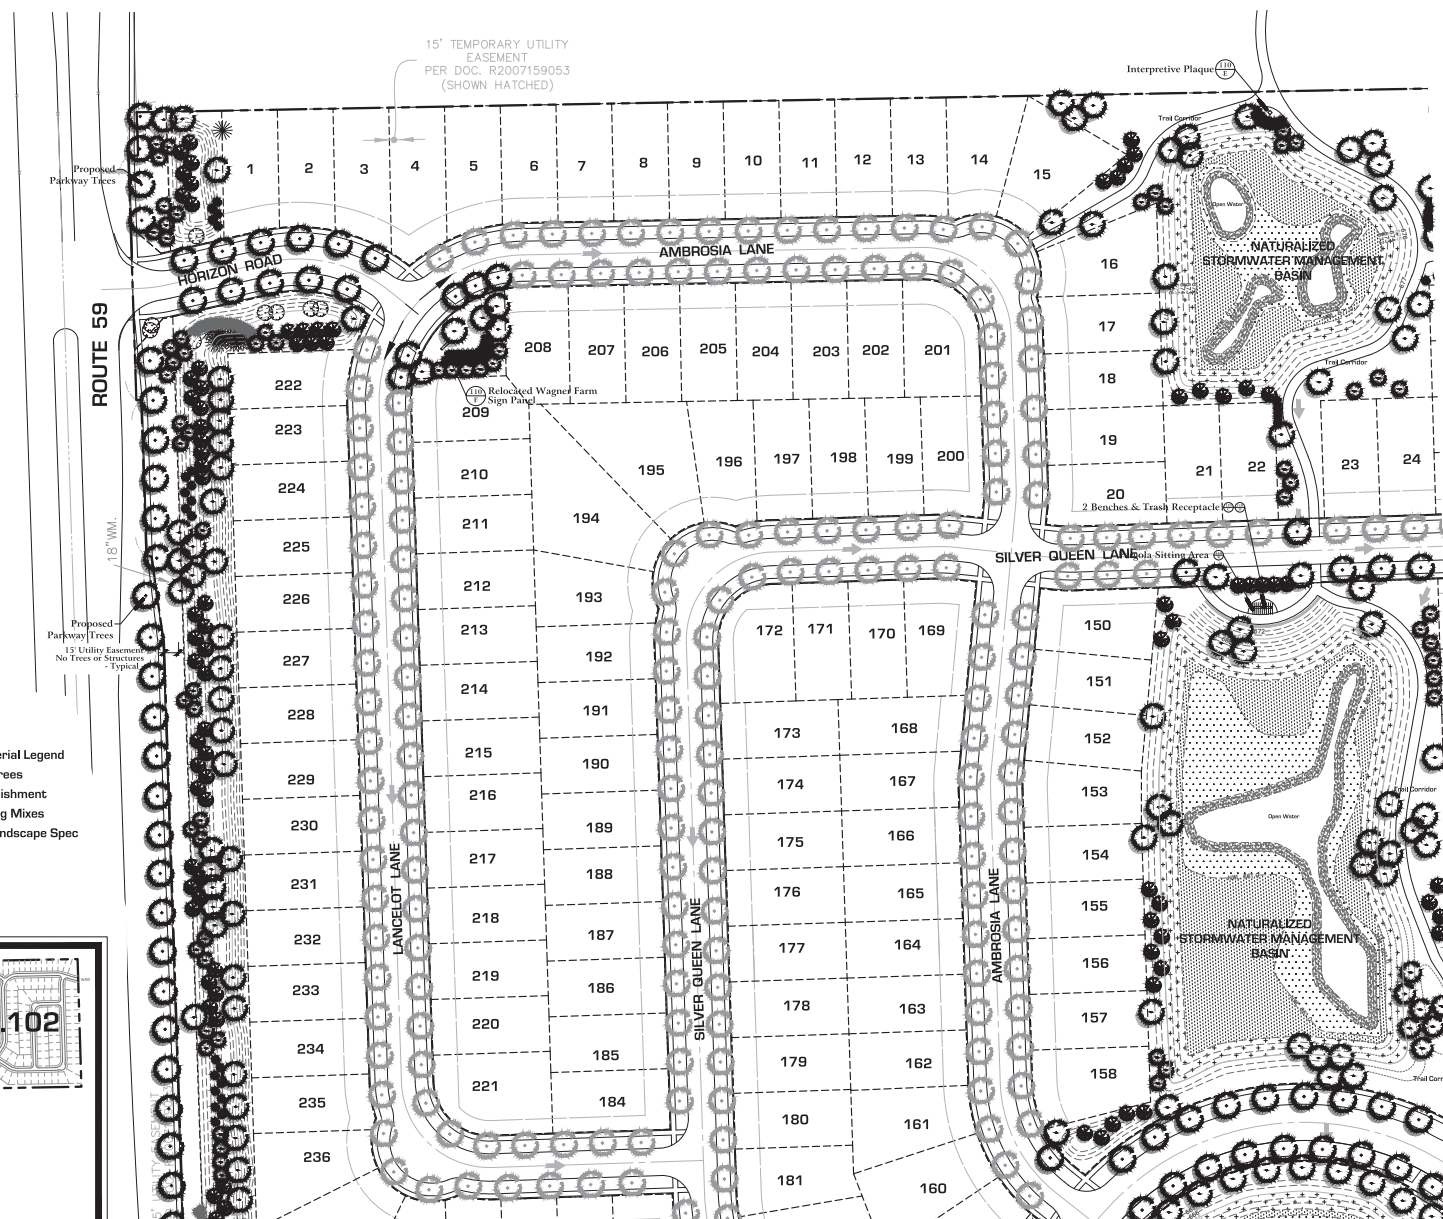 15' TEMPORARY UTILITY
EASEMENT
PER DOC. R2007159053
(SHOWN HATCHED)
Interpretive Plaque
110
E
Trail Corridor
Proposed
Parkway Trees
1 2 3 4 5 6 7 8 9 10 11 12 13 14
15
Open Water
NATURALIZED
STORMWATER MANAGEMENT
BASIN
AMBROSIA LANE
HORIZON ROAD
ROUTE 59
16
17
18
Trail Corridor
208 207 206 205 204 203 202 201
110
F
Relocated Wagner Farm
Sign Panel
222
223
224
225
226
227
228
229
230
231
232
233
234
235
236
209
210
211
212
213
214
215
216
217
218
219
220
221
195 196 197 198 199 200
194
193
192
191
190
189
188
187
186
185
184
19
20
21 22 23 24
2 Benches & Trash Receptacle
SILVER QUEEN LANE
Sitting Area
18"WM.
Proposed
Parkway Trees
15' Utility Easement
No Trees or Structures
- Typical
172 171 170 169
173 168
174 167
175 166
176 165
177 164
178 163
179 162
180 161
181 160
150
151
152
153
154
155
156
157
158
LANCELOT LANE
SILVER QUEEN LANE
AMBROSIA LANE
Open Water
Trail Corridor
NATURALIZED
STORMWATER MANAGEMENT
BASIN
Trail Corr
erial Legend
rees
ishment
g Mixes
ndscape Spec
.102